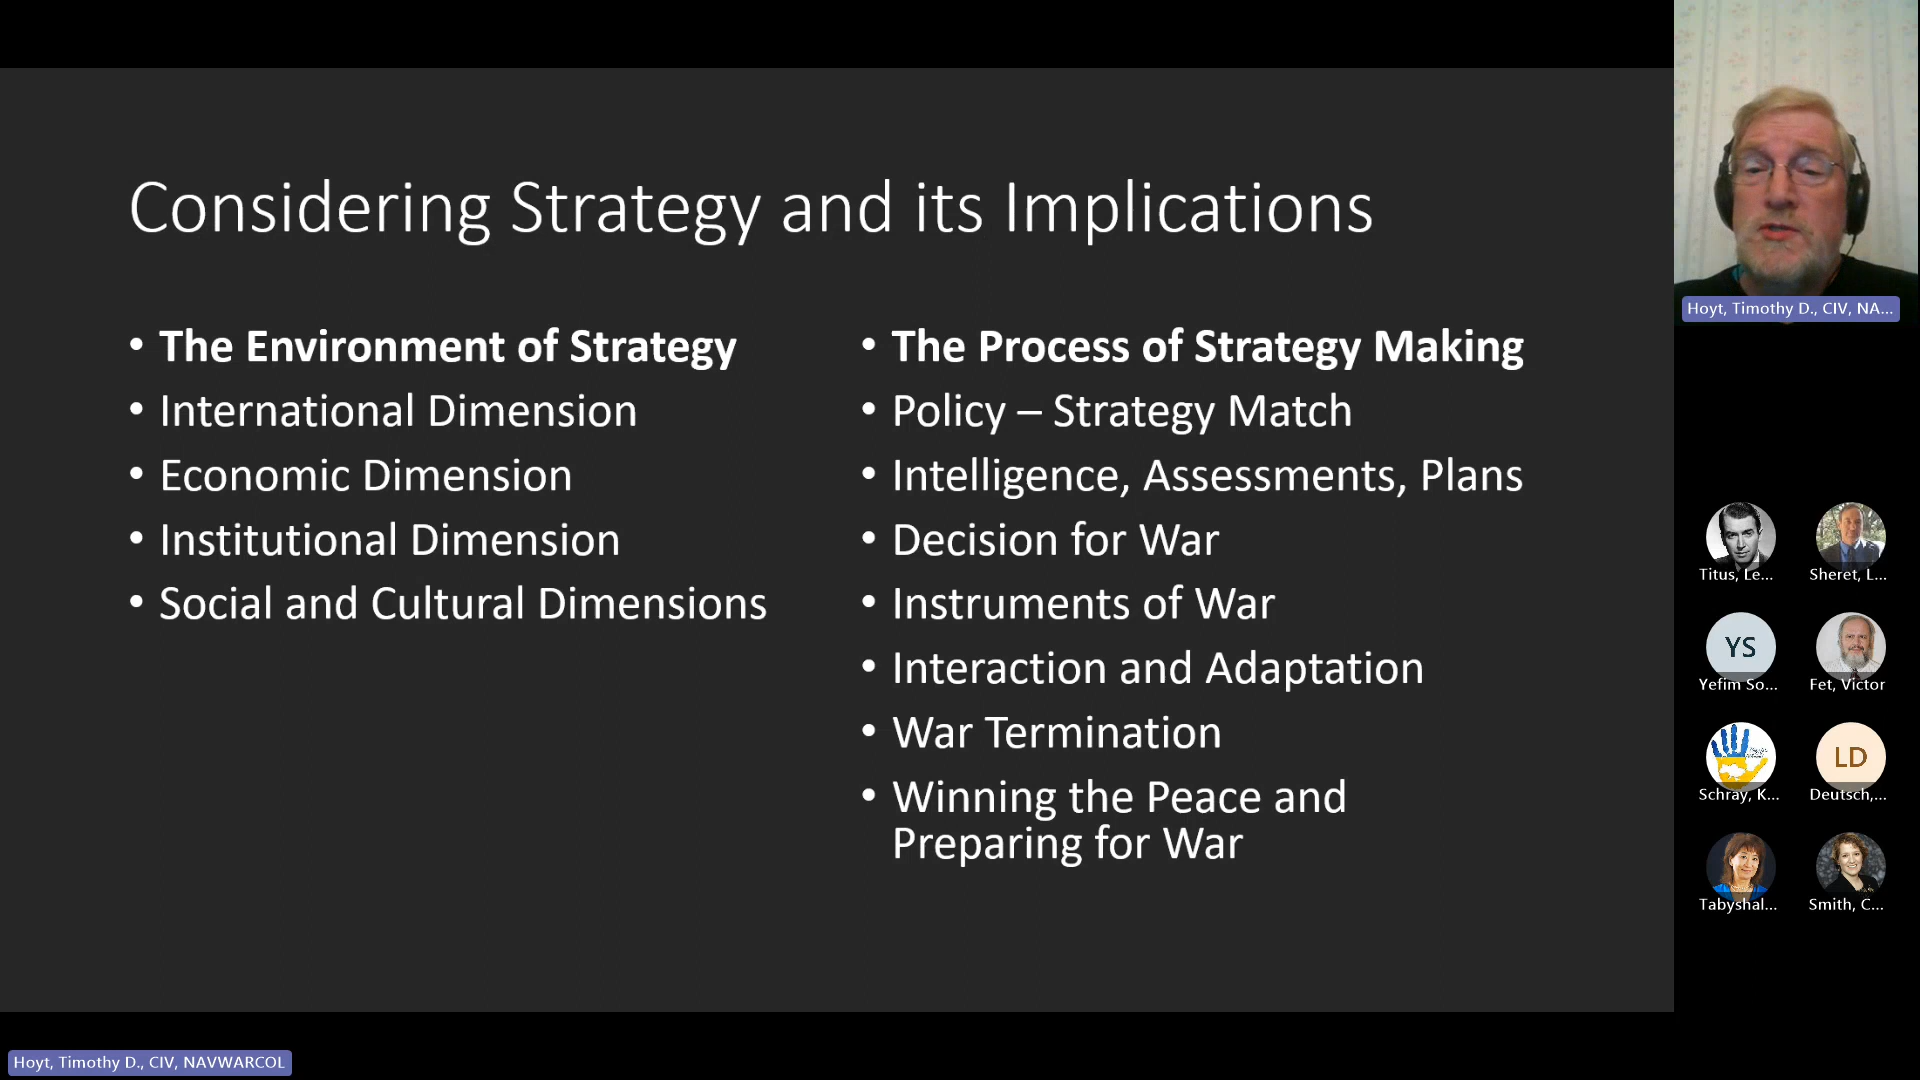 Considering Strategy and its Implications
• The Environment of Strategy
• International Dimension
• Economic Dimension
• Institutional Dimension
• Social and Cultural Dimensions
• The Process of Strategy Making
• Policy – Strategy Match
• Intelligence, Assessments, Plans
• Decision for War
• Instruments of War
• Interaction and Adaptation
• War Termination
• Winning the Peace and
Preparing for War
Hoyt, Timothy D., CIV, NA...
Titus, Le...
Sheret, L...
YS
Yefim So...
Fet, Victor
Schray, K...
LD
Deutsch,...
Tabyshal...
Smith, C...
Hoyt, Timothy D., CIV, NAVWARCOL